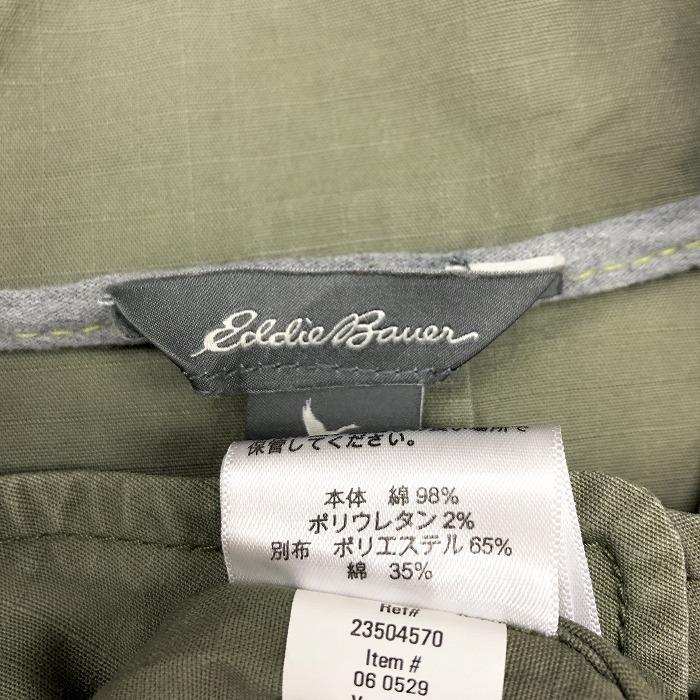 Eddie Bauer
保管してください。
本体 綿 98%
ポリウレタン 2%
別布 ポリエステル 65%
綿 35%
Ref#
23504570
Item #
06 0529